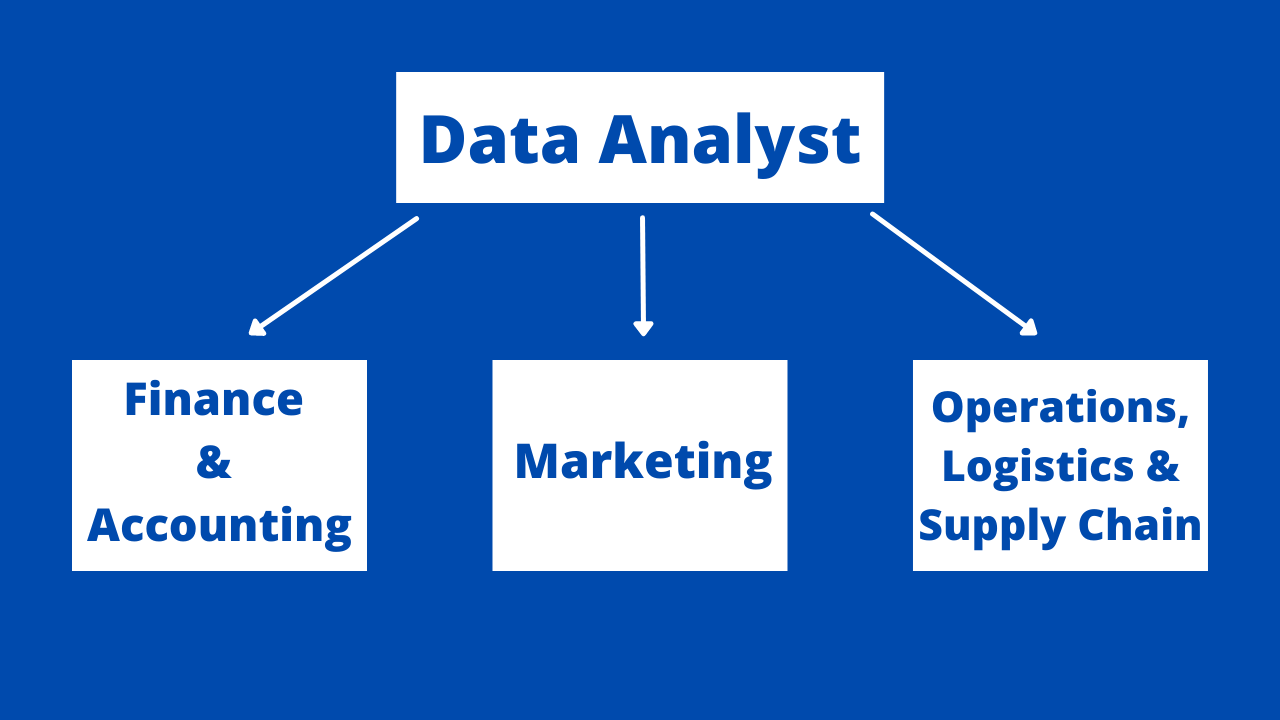 Data Analyst
Finance
&
Accounting
Marketing
Operations,
Logistics &
Supply Chain